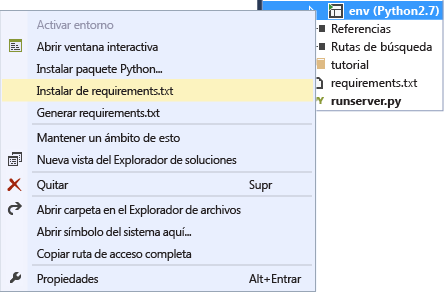 env (Python2.7)
Referencias
Rutas de búsqueda
tutorial
requirements.txt
runserver.py
Activar entorno
Abrir ventana interactiva
Instalar paquete Python...
Instalar de requirements.txt
Generar requirements.txt
Mantener un ámbito de esto
Nueva vista del Explorador de soluciones
Quitar Supr
Abrir carpeta en el Explorador de archivos
Abrir símbolo del sistema aquí...
Copiar ruta de acceso completa
Propiedades Alt+Entrar